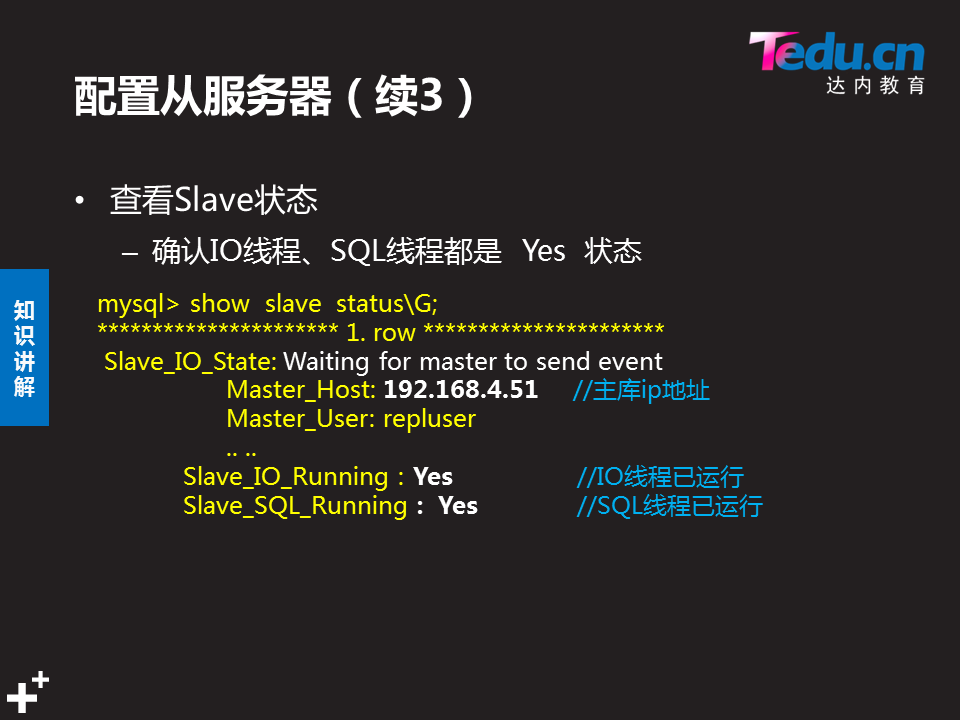 Tedu.cn
达内教育
配置从服务器（续3）
• 查看Slave状态
– 确认IO线程、SQL线程都是 Yes 状态
知识讲解
mysql> show slave status\G;
********************** 1. row **********************
Slave_IO_State: Waiting for master to send event
Master_Host: 192.168.4.51 //主库ip地址
Master_User: repluser
.. ..
Slave_IO_Running：Yes //IO线程已运行
Slave_SQL_Running： Yes //SQL线程已运行